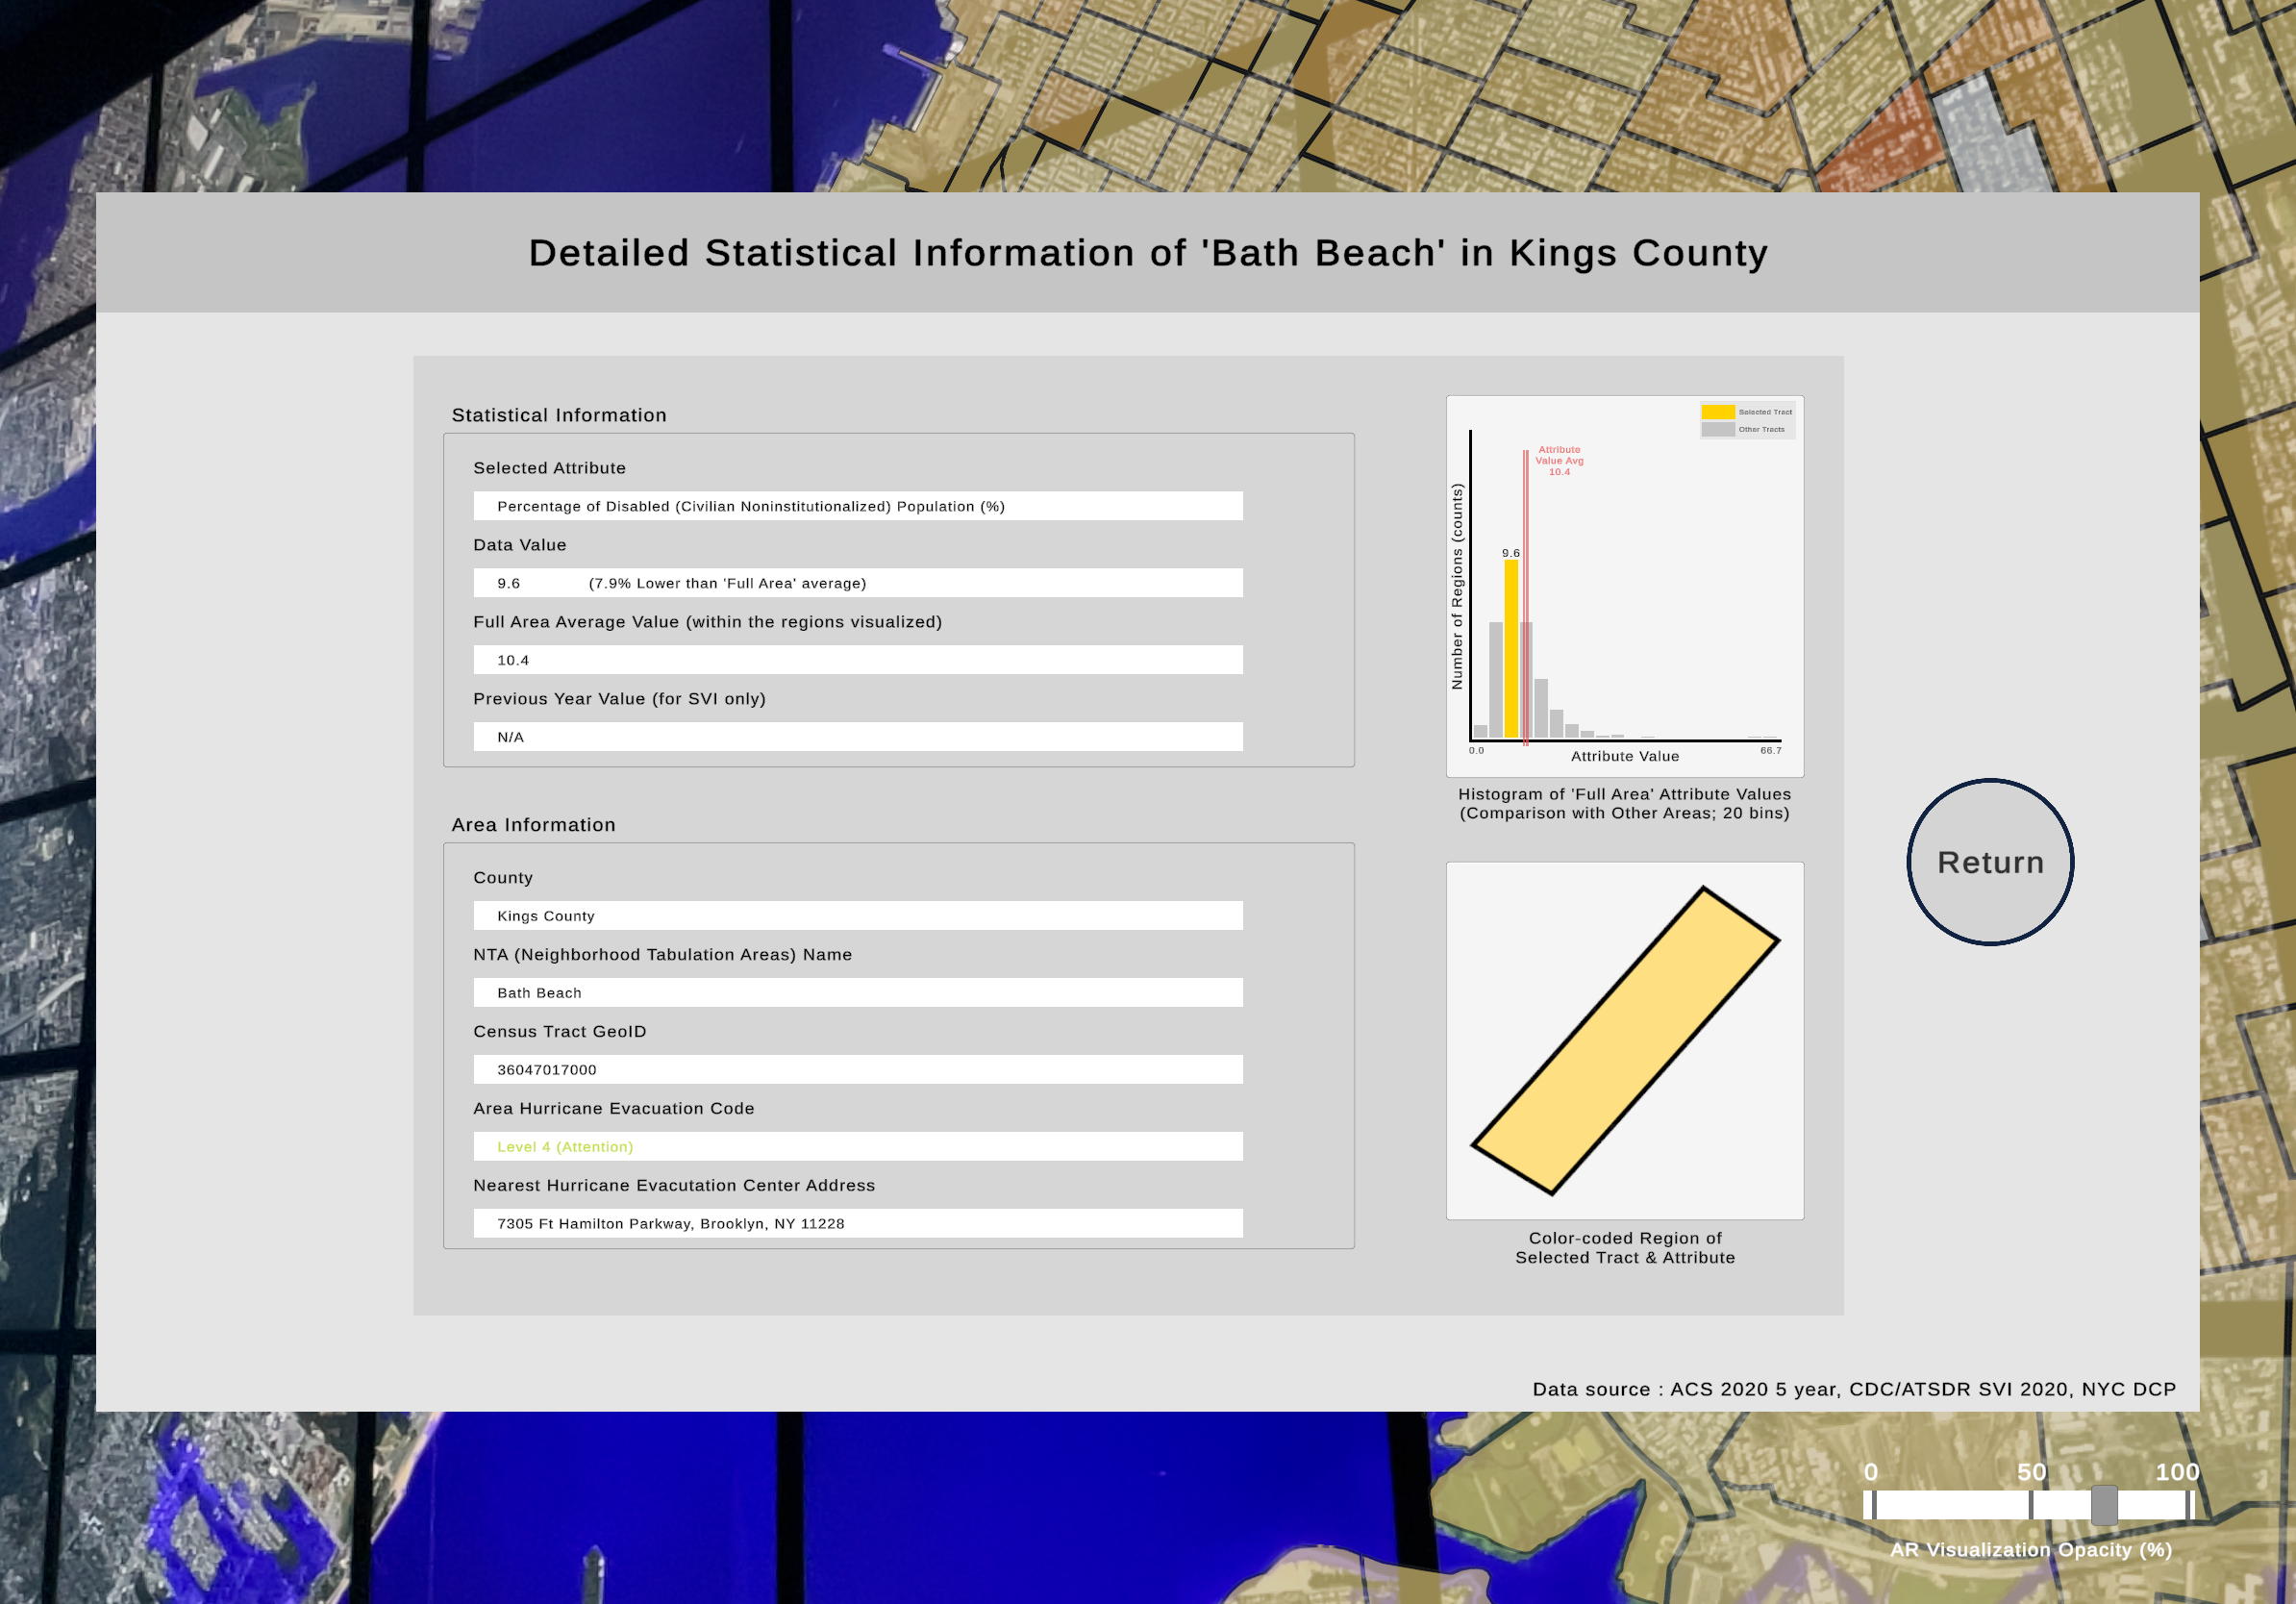 Detailed Statistical Information of 'Bath Beach' in Kings County
Statistical Information
Selected Attribute
Percentage of Disabled (Civilian Noninstitutionalized) Population (%)
Data Value
9.6 (7.9% Lower than 'Full Area' average)
Full Area Average Value (within the regions visualized)
10.4
Previous Year Value (for SVI only)
N/A
Area Information
County
Kings County
NTA (Neighborhood Tabulation Areas) Name
Bath Beach
Census Tract GeoID
36047017000
Area Hurricane Evacuation Code
Level 4 (Attention)
Nearest Hurricane Evacutation Center Address
7305 Ft Hamilton Parkway, Brooklyn, NY 11228
Selected Tract
Other Tracts
Attribute
Value Avg
10.4
9.6
Number of Regions (counts)
0.0
66.7
Attribute Value
Histogram of 'Full Area' Attribute Values
(Comparison with Other Areas; 20 bins)
Color-coded Region of
Selected Tract & Attribute
Return
Data source : ACS 2020 5 year, CDC/ATSDR SVI 2020, NYC DCP
0 50 100
AR Visualization Opacity (%)